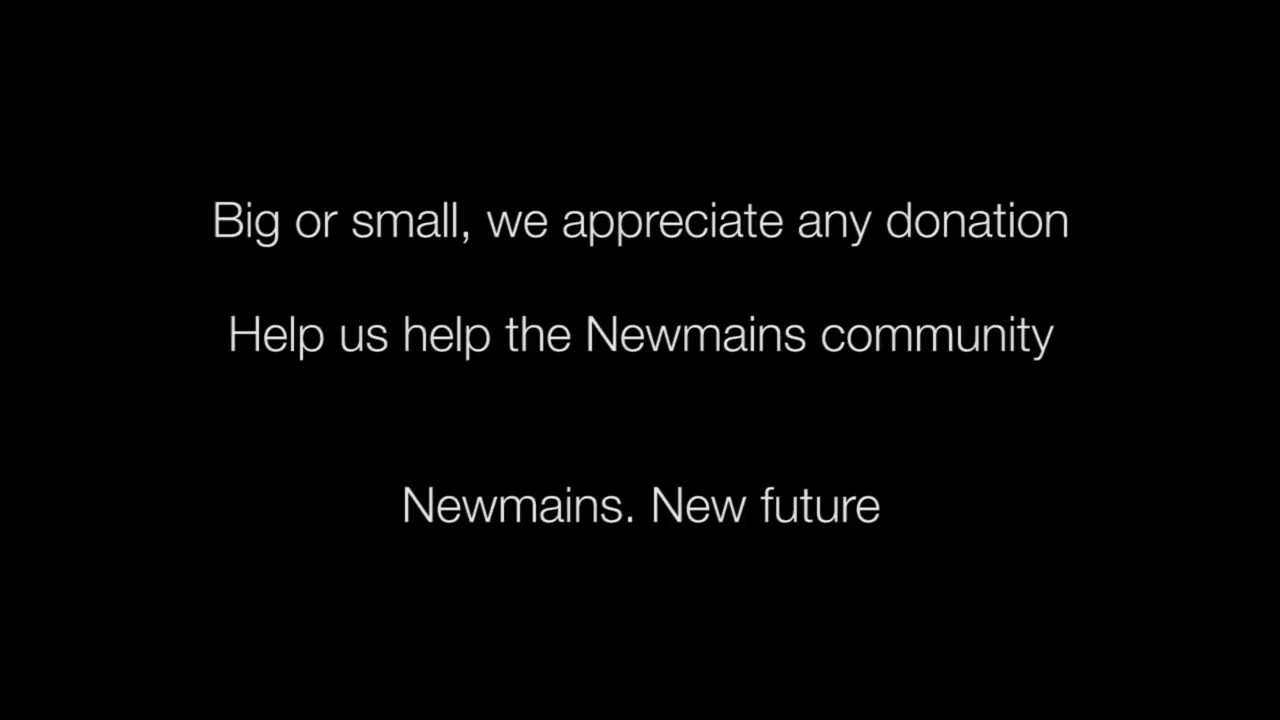 Big or small, we appreciate any donation
Help us help the Newmains community
Newmains. New future